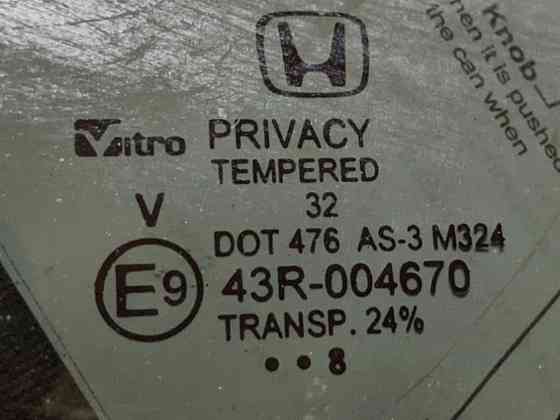 Vitro PRIVACY
TEMPERED
V 32
DOT 476 AS-3 M324
E9 43R-004670
TRANSP. 24%
• • 8
Knob
hen it is pushed
the can when